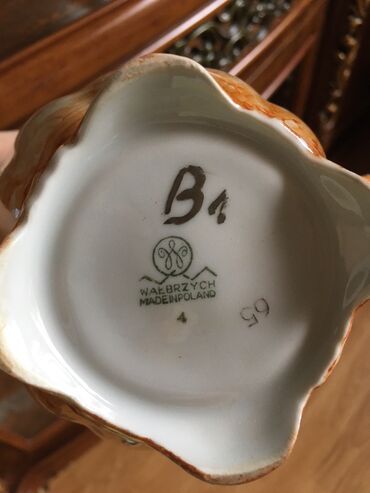 B1
W
WAŁBRZYCH
MADE IN POLAND
4
65